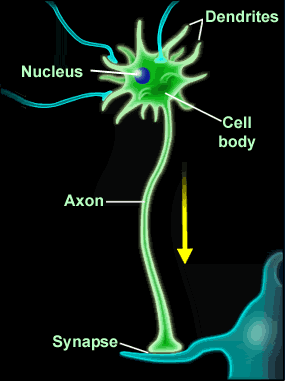 Dendrites
Nucleus
Cell
body
Axon
Synapse